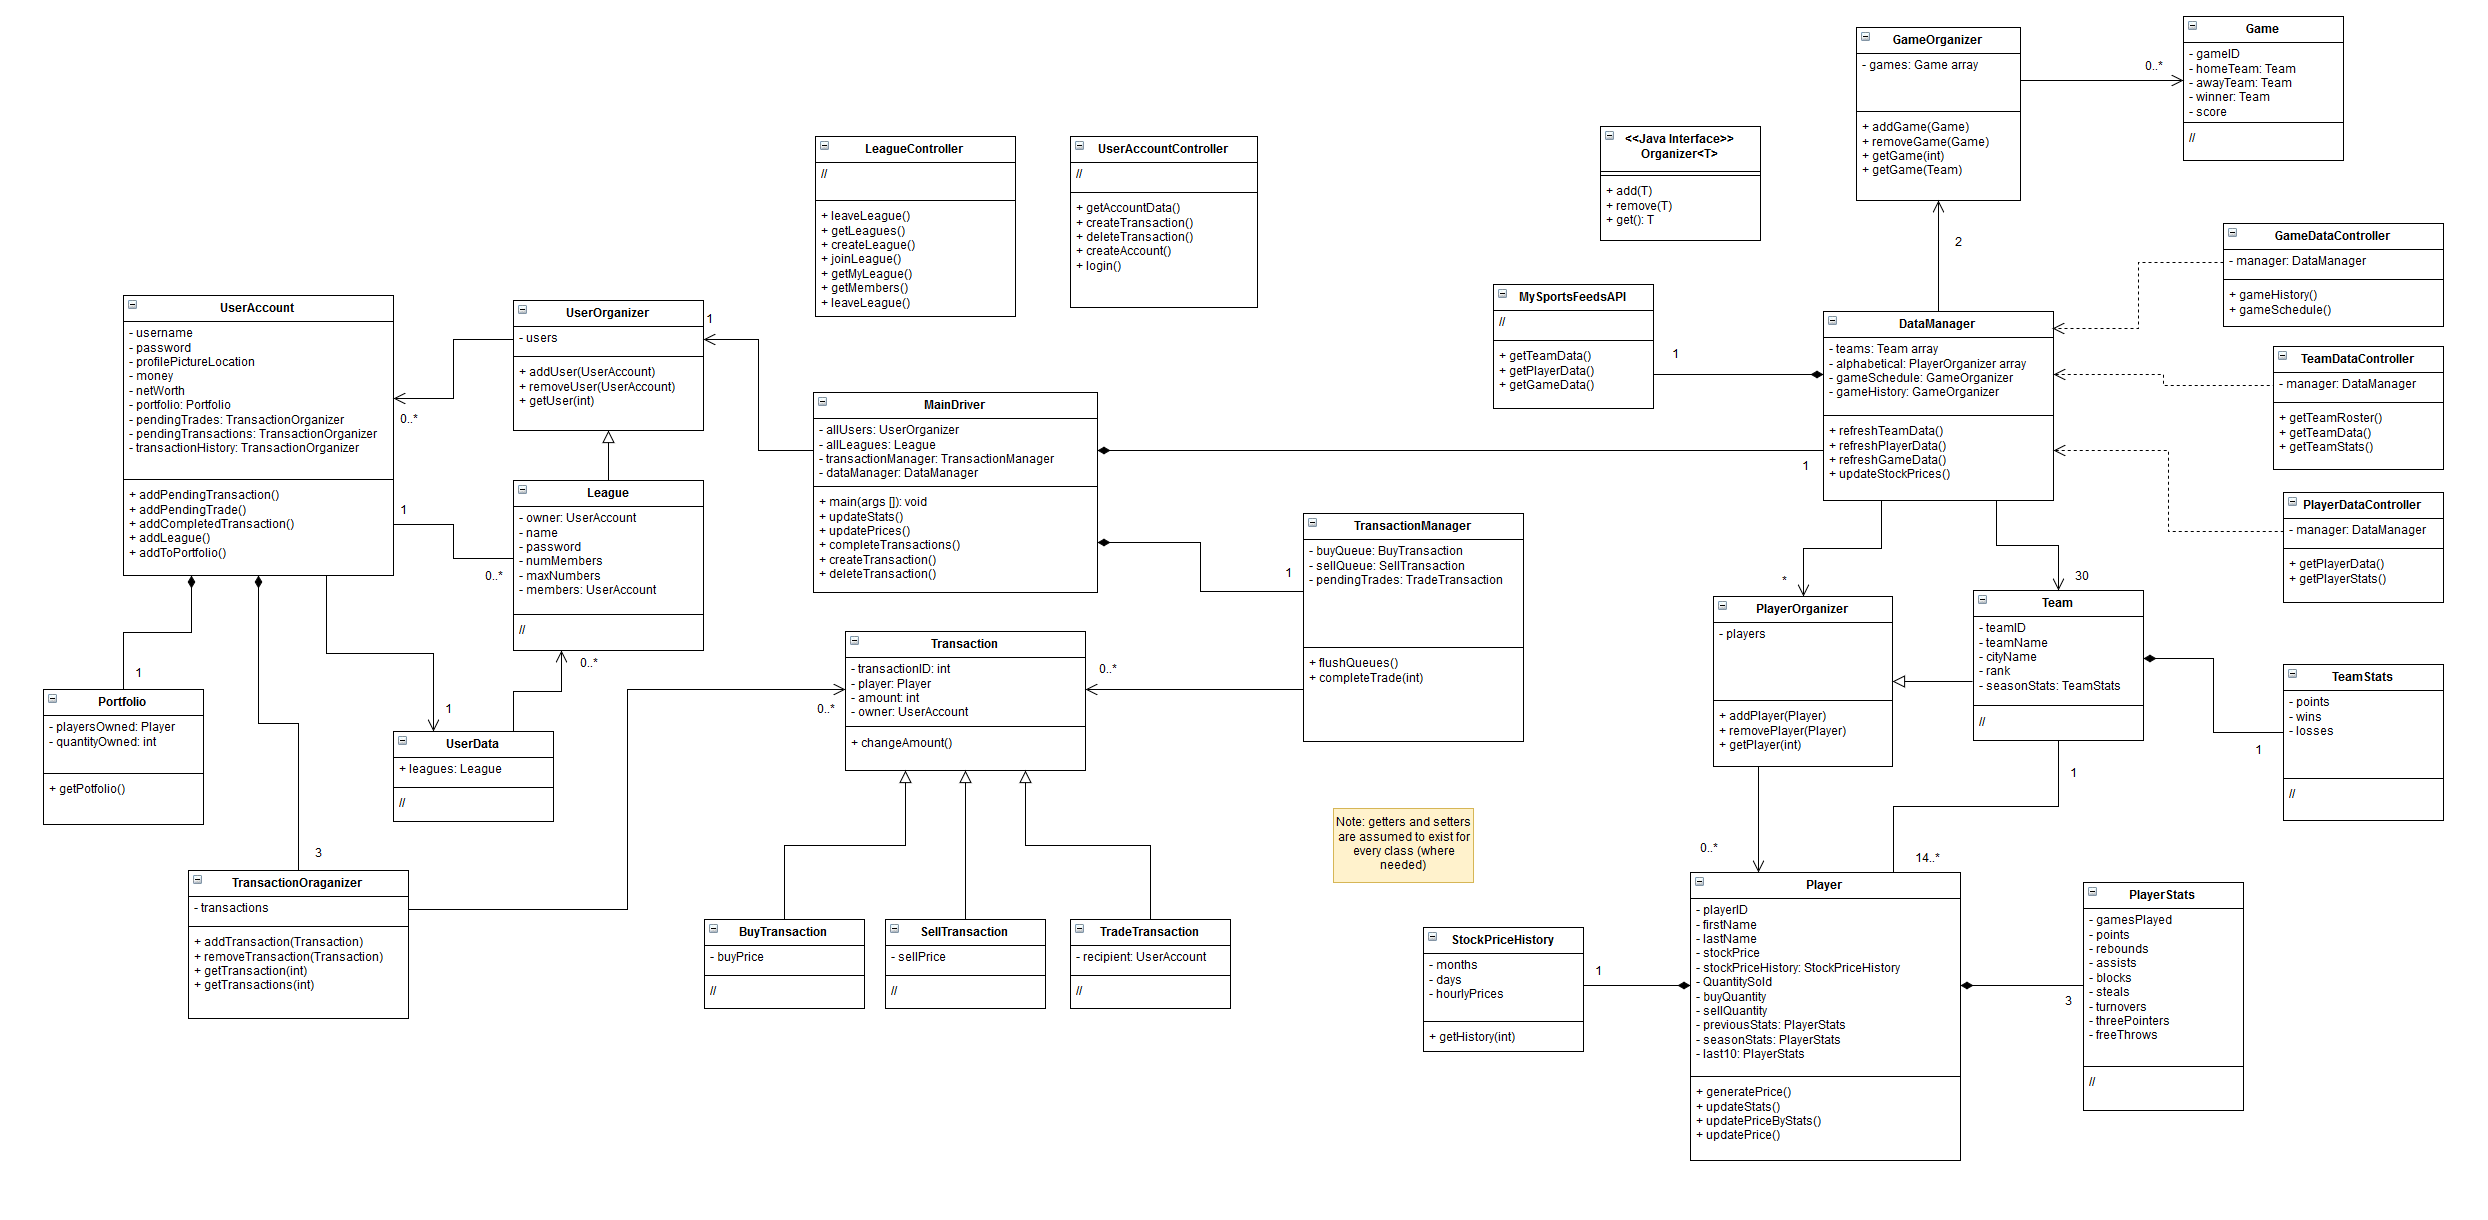 GameOrganizer
- games: Game array
+ addGame(Game)
+ removeGame(Game)
+ getGame(int)
+ getGame(Team)
0..*
Game
- gameID
- homeTeam: Team
- awayTeam: Team
- winner: Team
- score
//
LeagueController
//
+ leaveLeague()
+ getLeagues()
+ createLeague()
+ joinLeague()
+ getMyLeague()
+ getMembers()
+ leaveLeague()
UserAccountController
//
+ getAccountData()
+ createTransaction()
+ deleteTransaction()
+ createAccount()
+ login()
<<Java Interface>>
Organizer<T>
+ add(T)
+ remove(T)
+ get(): T
2
GameDataController
- manager: DataManager
+ gameHistory()
+ gameSchedule()
UserAccount
- username
- password
- profilePictureLocation
- money
- netWorth
- portfolio: Portfolio
- pendingTrades: TransactionOrganizer
- pendingTransactions: TransactionOrganizer
- transactionHistory: TransactionOrganizer
+ addPendingTransaction()
+ addPendingTrade()
+ addCompletedTransaction()
+ addLeague()
+ addToPortfolio()
0..*
1
0..*
UserOrganizer
- users
+ addUser(UserAccount)
+ removeUser(UserAccount)
+ getUser(int)
1
League
- owner: UserAccount
- name
- password
- numMembers
- maxNumbers
- members: UserAccount
//
0..*
MainDriver
- allUsers: UserOrganizer
- allLeagues: League
- transactionManager: TransactionManager
- dataManager: DataManager
+ main(args []): void
+ updateStats()
+ updatePrices()
+ completeTransactions()
+ createTransaction()
+ deleteTransaction()
1
1
MySportsFeedsAPI
//
+ getTeamData()
+ getPlayerData()
+ getGameData()
1
DataManager
- teams: Team array
- alphabetical: PlayerOrganizer array
- gameSchedule: GameOrganizer
- gameHistory: GameOrganizer
+ refreshTeamData()
+ refreshPlayerData()
+ refreshGameData()
+ updateStockPrices()
TeamDataController
- manager: DataManager
+ getTeamRoster()
+ getTeamData()
+ getTeamStats()
PlayerDataController
- manager: DataManager
+ getPlayerData()
+ getPlayerStats()
TransactionManager
- buyQueue: BuyTransaction
- sellQueue: SellTransaction
- pendingTrades: TradeTransaction
+ flushQueues()
+ completeTrade(int)
*
30
PlayerOrganizer
- players
+ addPlayer(Player)
+ removePlayer(Player)
+ getPlayer(int)
Team
- teamID
- teamName
- cityName
- rank
- seasonStats: TeamStats
//
TeamStats
- points
- wins
- losses
//
1
1
Portfolio
- playersOwned: Player
- quantityOwned: int
+ getPotfolio()
1
1
UserData
+ leagues: League
//
Transaction
- transactionID: int
- player: Player
- amount: int
- owner: UserAccount
+ changeAmount()
0..*
0..*
3
TransactionOraganizer
- transactions
+ addTransaction(Transaction)
+ removeTransaction(Transaction)
+ getTransaction(int)
+ getTransactions(int)
BuyTransaction
- buyPrice
//
SellTransaction
- sellPrice
//
TradeTransaction
- recipient: UserAccount
//
Note: getters and setters
are assumed to exist for
every class (where
needed)
0..*
14..*
StockPriceHistory
- months
- days
- hourlyPrices
+ getHistory(int)
1
Player
- playerID
- firstName
- lastName
- stockPrice
- stockPriceHistory: StockPriceHistory
- QuantitySold
- buyQuantity
- sellQuantity
- previousStats: PlayerStats
- seasonStats: PlayerStats
- last10: PlayerStats
+ generatePrice()
+ updateStats()
+ updatePriceByStats()
+ updatePrice()
3
PlayerStats
- gamesPlayed
- points
- rebounds
- assists
- blocks
- steals
- turnovers
- threePointers
- freeThrows
//